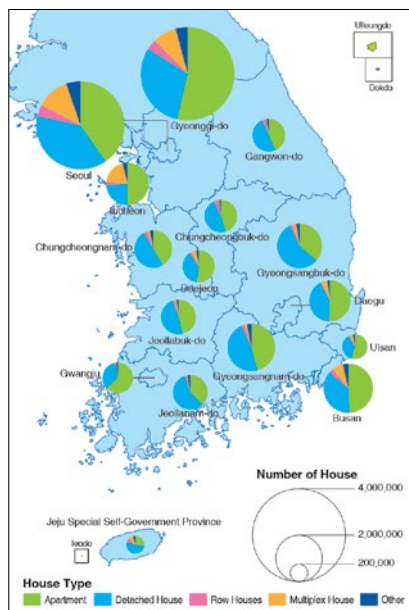 Ulleungdo
Dokdo
Gyeonggi-do
Gangwon-do
Seoul
Incheon
Chungcheongbuk-do
Chungcheongnam-do
Gyeongsangbuk-do
Daejeon
Daegu
Jeollabuk-do
Ulsan
Gwangju
Gyeongsangnam-do
Jeollanam-do
Busan
Number of House
4,000,000
2,000,000
200,000
Jeju Special Self-Government Province
Ieodo
House Type
Apartment
Detached House
Row Houses
Multiplex House
Other